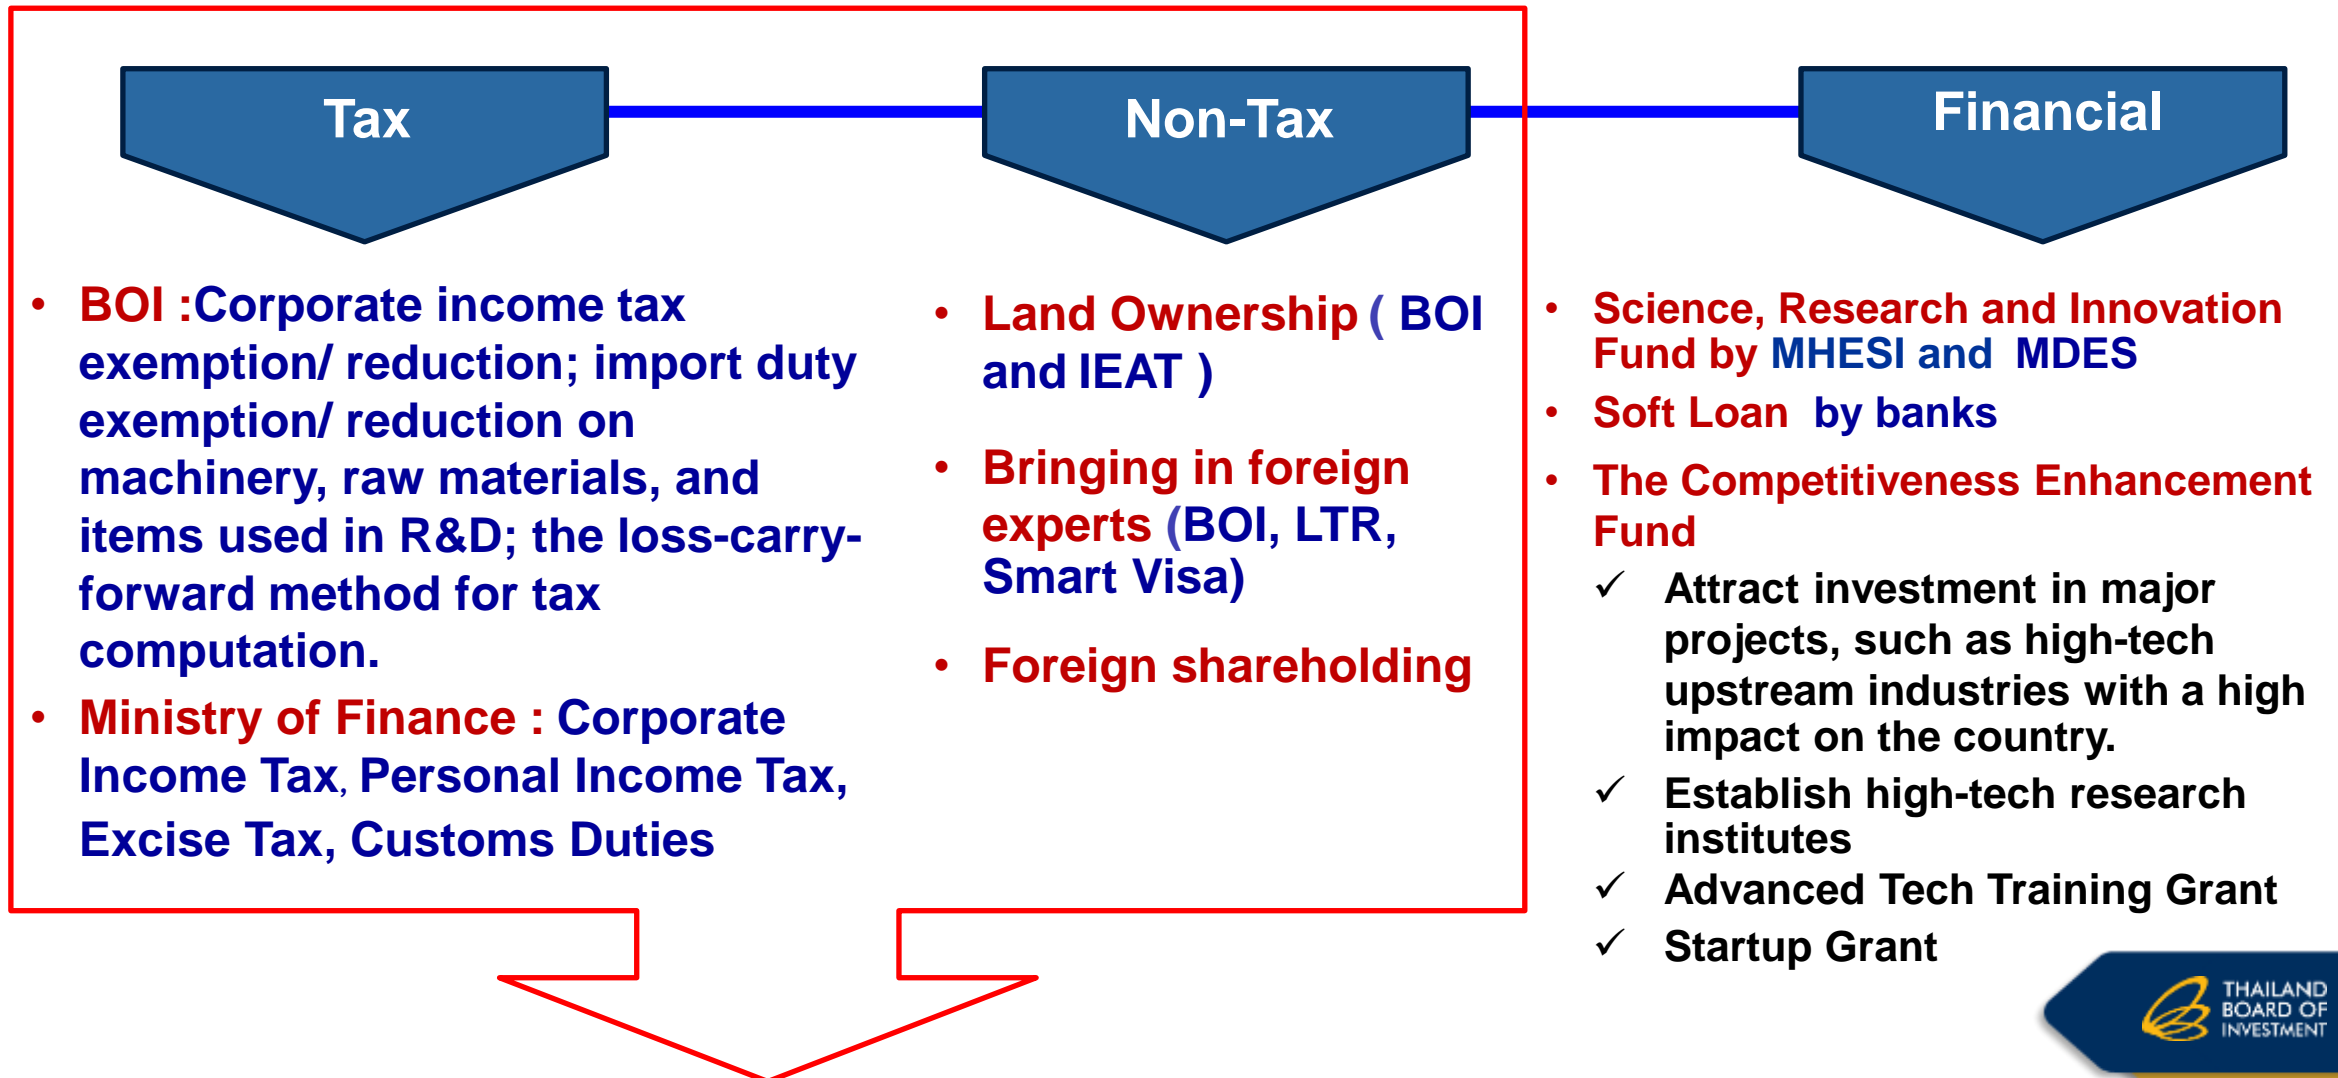 Tax
• BOI :Corporate income tax
exemption/ reduction; import duty
exemption/ reduction on
machinery, raw materials, and
items used in R&D; the loss-carry-
forward method for tax
computation.
• Ministry of Finance : Corporate
Income Tax, Personal Income Tax,
Excise Tax, Customs Duties
Non-Tax
• Land Ownership ( BOI
and IEAT )
• Bringing in foreign
experts (BOI, LTR,
Smart Visa)
• Foreign shareholding
Financial
• Science, Research and Innovation
Fund by MHESI and MDES
• Soft Loan by banks
• The Competitiveness Enhancement
Fund
✓ Attract investment in major
projects, such as high-tech
upstream industries with a high
impact on the country.
✓ Establish high-tech research
institutes
✓ Advanced Tech Training Grant
✓ Startup Grant
THAILAND
BOARD OF
INVESTMENT